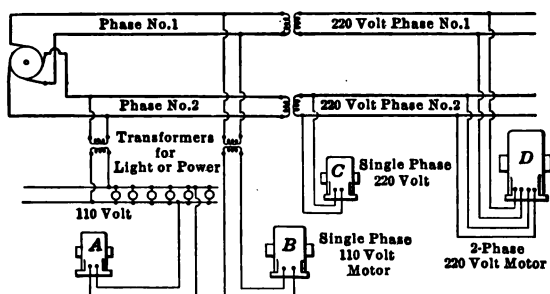 Phase No.1
220 Volt Phase No.1
Phase No.2
220 Volt Phase No.2
Transformers
for
Light or Power
110 Volt
A
B
Single Phase
110 Volt
Motor
C
Single Phase
220 Volt
D
2-Phase
220 Volt Motor